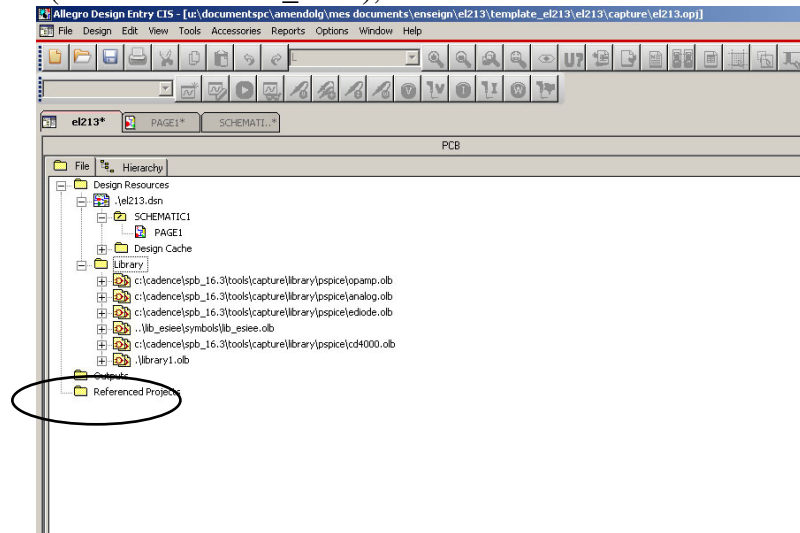 Allegro Design Entry CIS - [u:\documentspc\amendolg\mes documents\enseign\el213\template_el213\el213\capture\el213.opj]
File Design Edit View Tools Accessories Reports Options Window Help
L
U?
V V I I W
el213* PAGE1* SCHEMATI..*
PCB
File Hierarchy
Design Resources
.\el213.dsn
SCHEMATIC1
PAGE1
Design Cache
Library
c:\cadence\spb_16.3\tools\capture\library\pspice\opamp.olb
c:\cadence\spb_16.3\tools\capture\library\pspice\analog.olb
c:\cadence\spb_16.3\tools\capture\library\pspice\ediode.olb
..\lib_esiee\symbols\lib_esiee.olb
c:\cadence\spb_16.3\tools\capture\library\pspice\cd4000.olb
.\library1.olb
Outputs
Referenced Projects